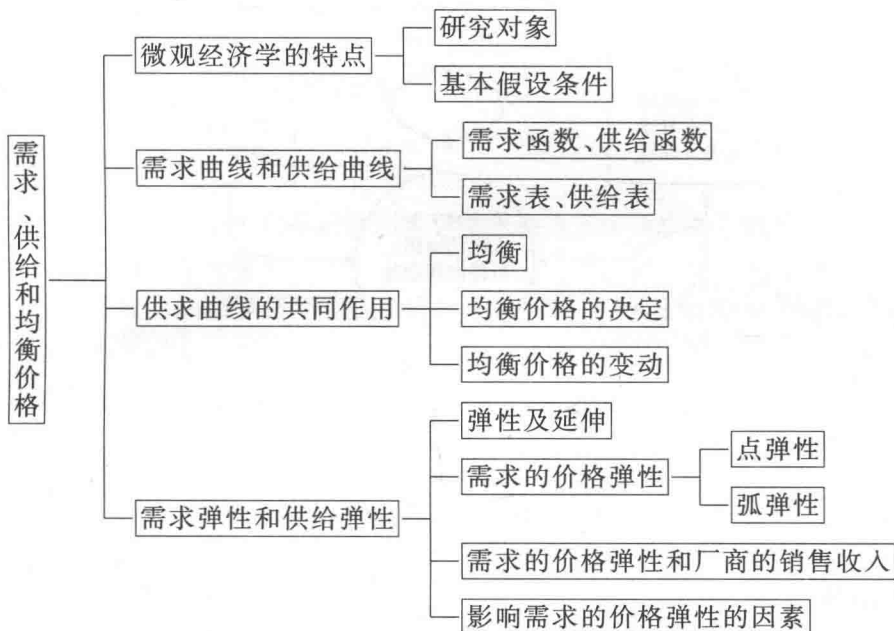 需求、供给和均衡价格
微观经济学的特点
研究对象
基本假设条件
需求曲线和供给曲线
需求函数、供给函数
需求表、供给表
供求曲线的共同作用
均衡
均衡价格的决定
均衡价格的变动
需求弹性和供给弹性
弹性及延伸
需求的价格弹性
点弹性
弧弹性
需求的价格弹性和厂商的销售收入
影响需求的价格弹性的因素